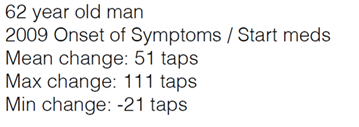 62 year old man
2009 Onset of Symptoms / Start meds
Mean change: 51 taps
Max change: 111 taps
Min change: -21 taps